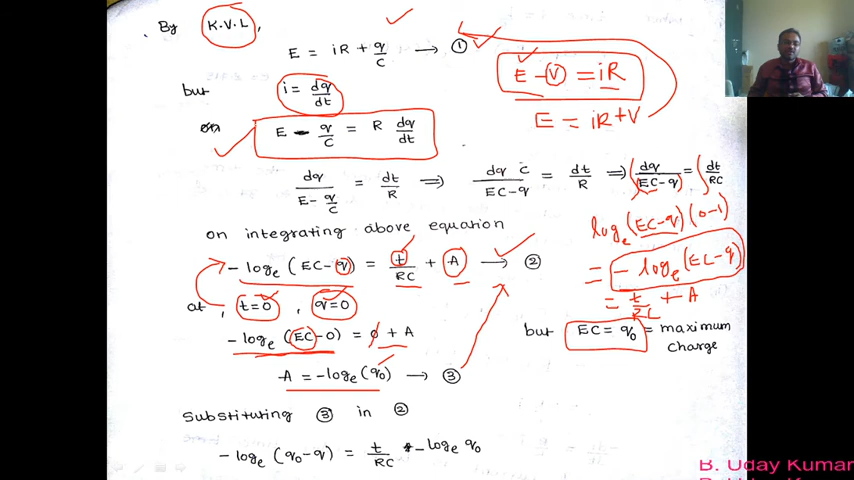 By K.V.L,
E = iR + q/C → ①
E - V = iR
E = iR+V
but i = dq/dt
E - q/C = R dq/dt
dq/(E - q/C) = dt/R ⟹ dq C/(EC-q) = dt/R ⟹ ∫ dq/(EC-q) = ∫ dt/RC
log_e (EC-q) (0-1)
= - log_e (EC-q)
= t/RC + A
on integrating above equation
-log_e (EC-q) = t/RC + A → ②
at, t=0, q=0
-log_e (EC-0) = 0 + A
but EC = q₀ = maximum charge
A = -log_e (q₀) → ③
substituting ③ in ②
-log_e (q₀-q) = t/RC - log_e q₀
B. Uday Kumar